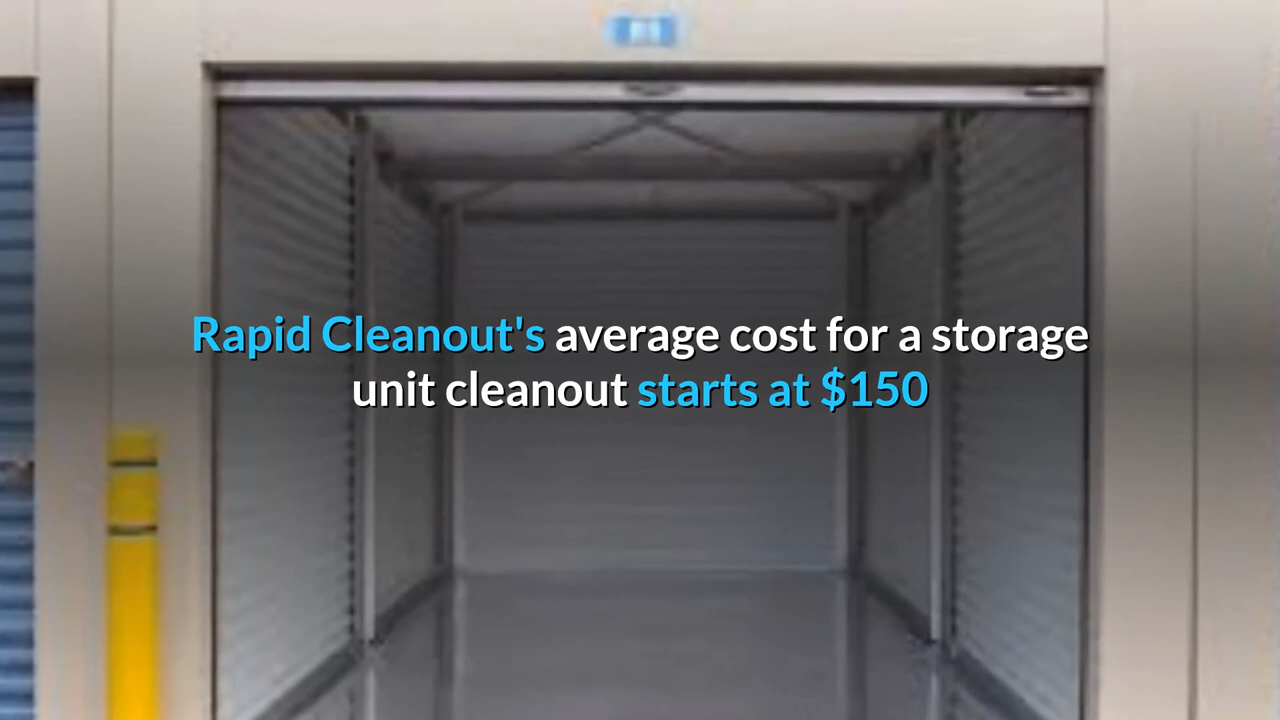 Rapid Cleanout's average cost for a storage
unit cleanout starts at $150